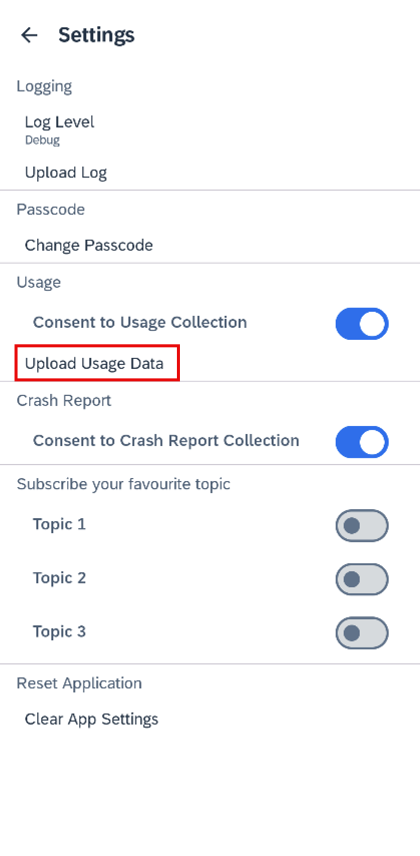 Settings
Logging
Log Level
Debug
Upload Log
Passcode
Change Passcode
Usage
Consent to Usage Collection
Upload Usage Data
Crash Report
Consent to Crash Report Collection
Subscribe your favourite topic
Topic 1
Topic 2
Topic 3
Reset Application
Clear App Settings